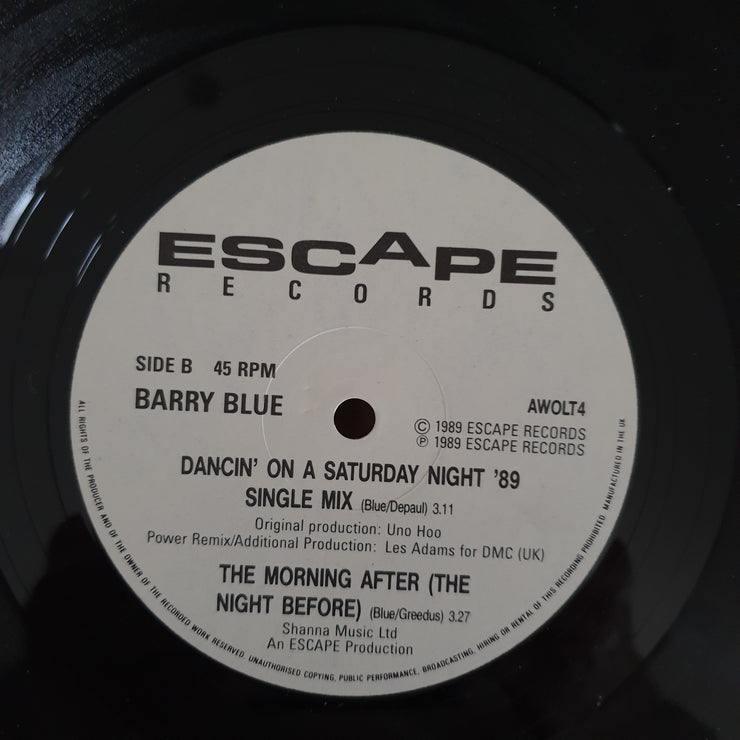 ESCAPE
RECORDS
SIDE B 45 RPM
BARRY BLUE
AWOLT4
© 1989 ESCAPE RECORDS
℗ 1989 ESCAPE RECORDS
DANCIN' ON A SATURDAY NIGHT '89
SINGLE MIX (Blue/Depaul) 3.11
Original production: Uno Hoo
Power Remix/Additional Production: Les Adams for DMC (UK)
THE MORNING AFTER (THE
NIGHT BEFORE) (Blue/Greedus) 3.27
Shanna Music Ltd
An ESCAPE Production
ALL RIGHTS OF THE PRODUCER AND OF THE OWNER OF THE RECORDED WORK RESERVED. UNAUTHORISED COPYING, PUBLIC PERFORMANCE, BROADCASTING, HIRING OR RENTAL OF THIS RECORDING PROHIBITED. MANUFACTURED IN THE UK